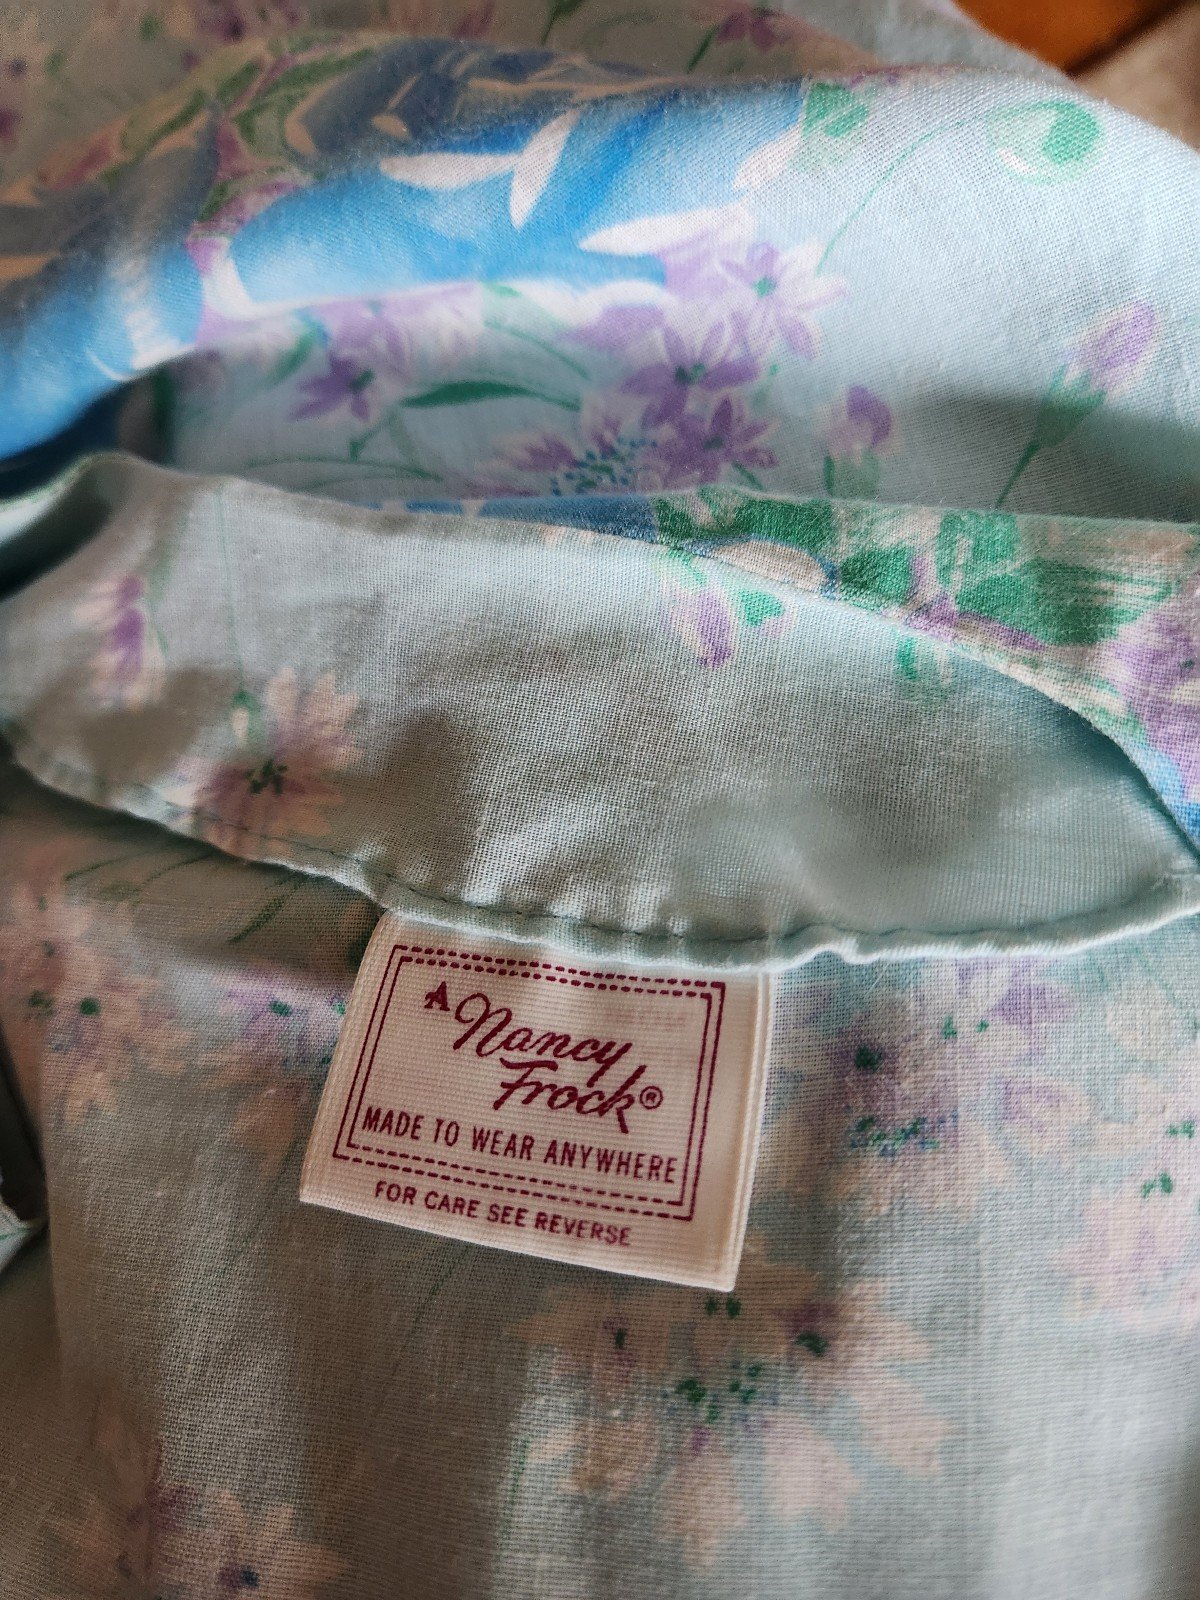 A Nancy
Frock®
MADE TO WEAR ANYWHERE
FOR CARE SEE REVERSE